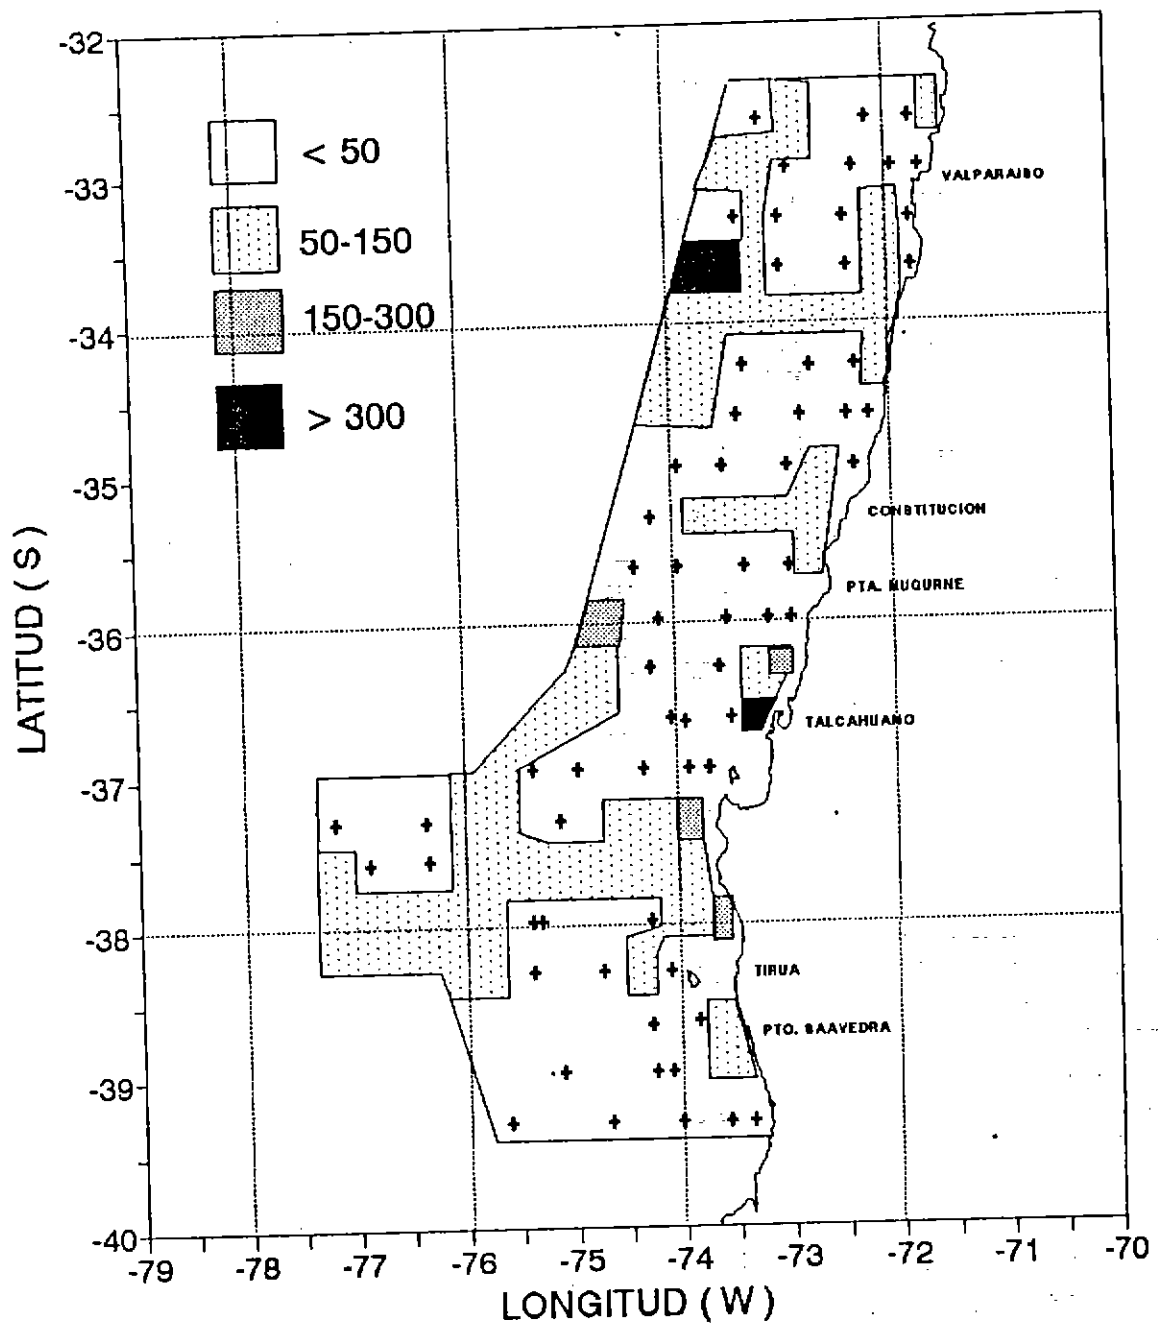 -32
< 50
-33
VALPARAISO
50-150
150-300
-34
> 300
-35
CONSTITUCION
PTA. NUGURNE
-36
TALCAHUANO
-37
-38
TIRUA
PTO. SAAVEDRA
-39
-40
-79 -78 -77 -76 -75 -74 -73 -72 -71 -70
LATITUD ( S )
LONGITUD ( W )